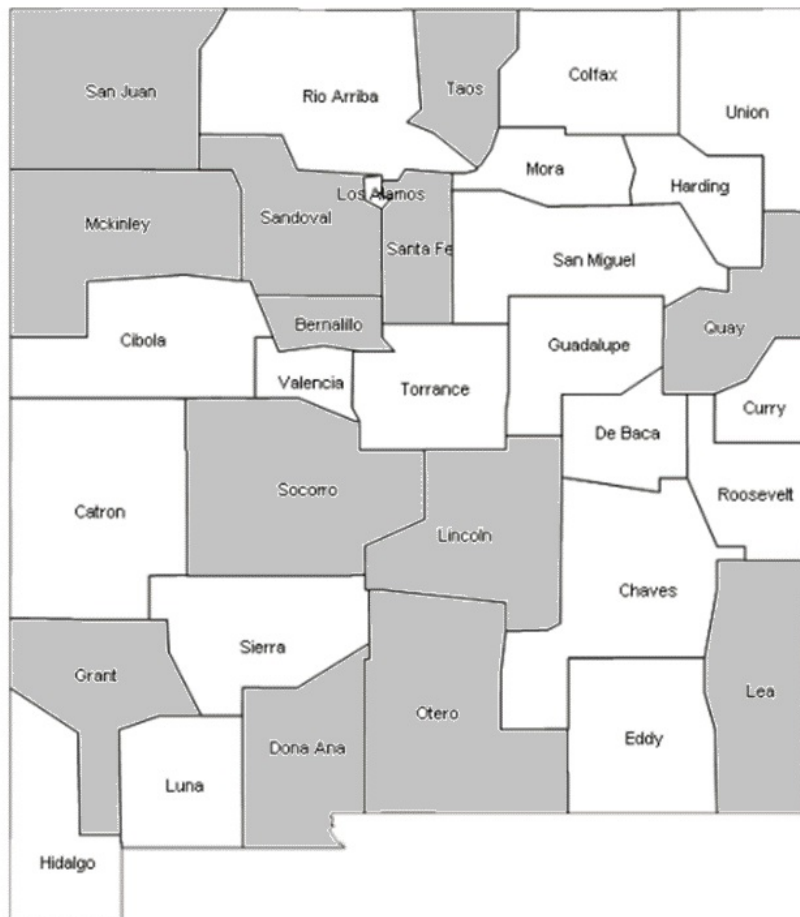 San Juan
Rio Arriba
Taos
Colfax
Union
Mora
Harding
Los Alamos
Mckinley
Sandoval
Santa Fe
San Miguel
Bernalillo
Cibola
Quay
Guadalupe
Valencia
Torrance
Curry
De Baca
Socorro
Roosevelt
Catron
Lincoln
Chaves
Sierra
Grant
Lea
Otero
Eddy
Dona Ana
Luna
Hidalgo